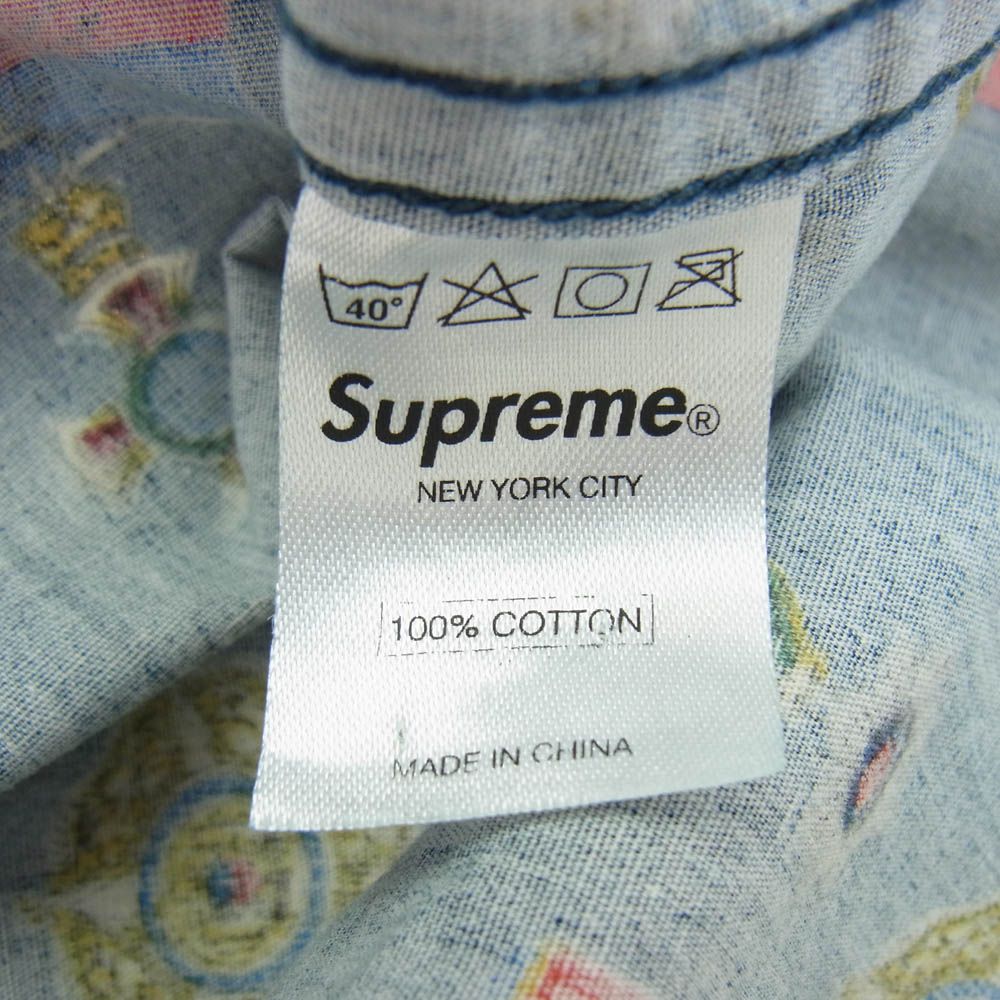 40°
Supreme®
NEW YORK CITY
100% COTTON
MADE IN CHINA